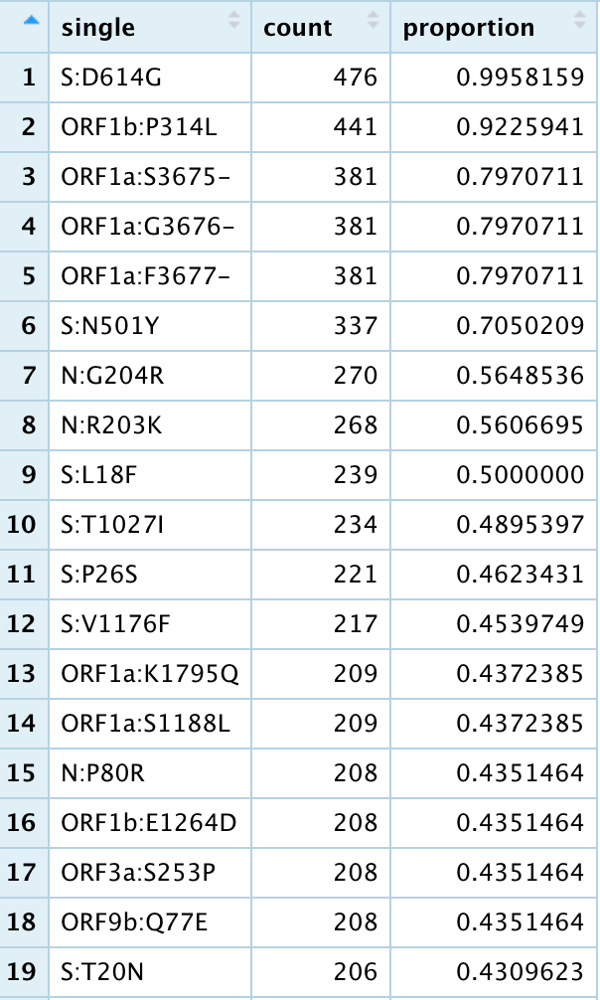 single count proportion
1 S:D614G 476 0.9958159
2 ORF1b:P314L 441 0.9225941
3 ORF1a:S3675- 381 0.7970711
4 ORF1a:G3676- 381 0.7970711
5 ORF1a:F3677- 381 0.7970711
6 S:N501Y 337 0.7050209
7 N:G204R 270 0.5648536
8 N:R203K 268 0.5606695
9 S:L18F 239 0.5000000
10 S:T1027I 234 0.4895397
11 S:P26S 221 0.4623431
12 S:V1176F 217 0.4539749
13 ORF1a:K1795Q 209 0.4372385
14 ORF1a:S1188L 209 0.4372385
15 N:P80R 208 0.4351464
16 ORF1b:E1264D 208 0.4351464
17 ORF3a:S253P 208 0.4351464
18 ORF9b:Q77E 208 0.4351464
19 S:T20N 206 0.4309623